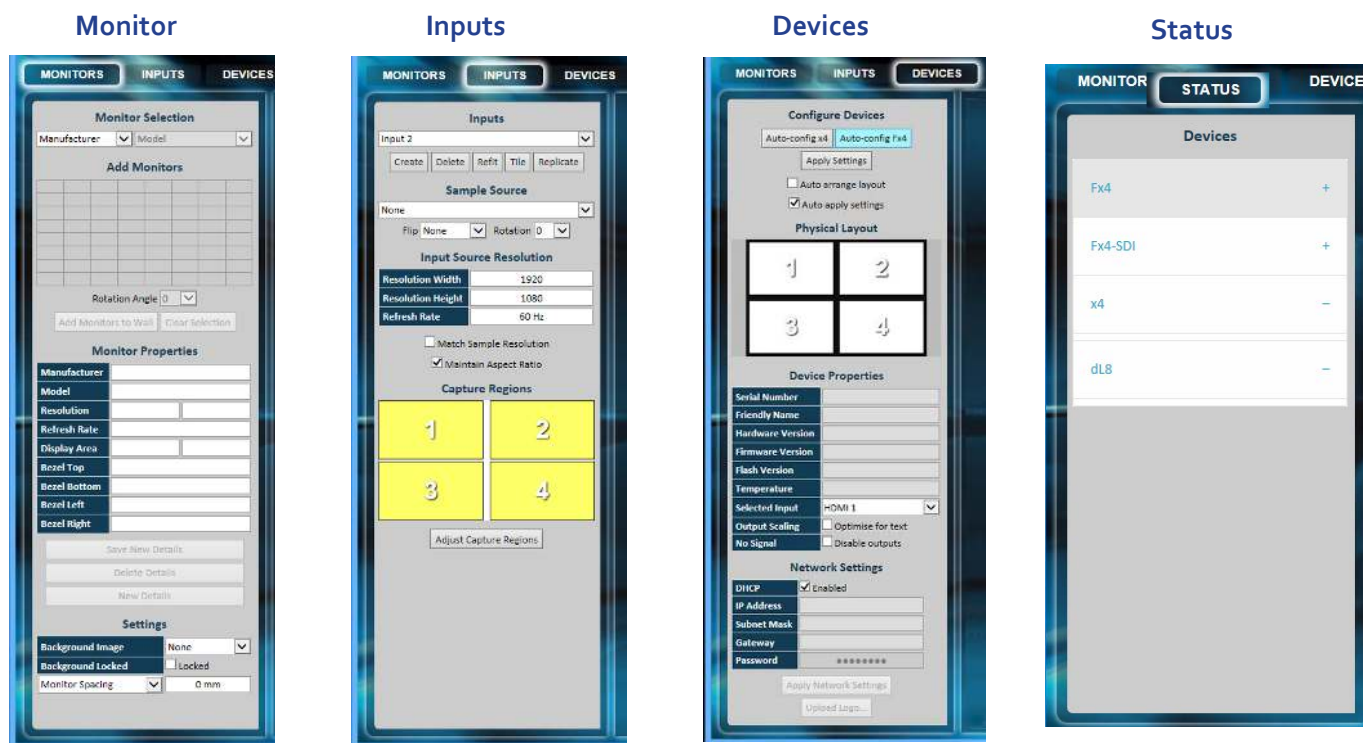 Monitor
MONITORS INPUTS DEVICES
Monitor Selection
Manufacturer Model
Add Monitors
Rotation Angle 0
Add Monitors to Wall Clear Selection
Monitor Properties
Manufacturer
Model
Resolution
Refresh Rate
Display Area
Bezel Top
Bezel Bottom
Bezel Left
Bezel Right
Save New Details
Delete Details
New Details
Settings
Background Image None
Background Locked Locked
Monitor Spacing 0 mm
Inputs
MONITORS INPUTS DEVICES
Inputs
Input 2
Create Delete Refit Tile Replicate
Sample Source
None
Flip None Rotation 0
Input Source Resolution
Resolution Width 1920
Resolution Height 1080
Refresh Rate 60 Hz
Match Sample Resolution
Maintain Aspect Ratio
Capture Regions
1 2
3 4
Adjust Capture Regions
Devices
MONITORS INPUTS DEVICES
Configure Devices
Auto-config x4 Auto-config Fx4
Apply Settings
Auto arrange layout
Auto apply settings
Physical Layout
1 2
3 4
Device Properties
Serial Number
Friendly Name
Hardware Version
Firmware Version
Flash Version
Temperature
Selected Input HDMI 1
Output Scaling Optimise for text
No Signal Disable outputs
Network Settings
DHCP Enabled
IP Address
Subnet Mask
Gateway
Password ●●●●●●●●
Apply Network Settings
Upload Logo...
Status
MONITOR STATUS DEVICE
Devices
Fx4 +
Fx4-SDI +
x4 −
dL8 −